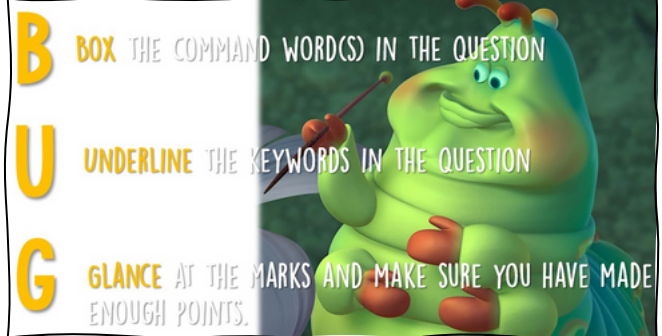 B BOX THE COMMAND WORD(S) IN THE QUESTION
U UNDERLINE THE KEYWORDS IN THE QUESTION
G GLANCE AT THE MARKS AND MAKE SURE YOU HAVE MADE
ENOUGH POINTS.